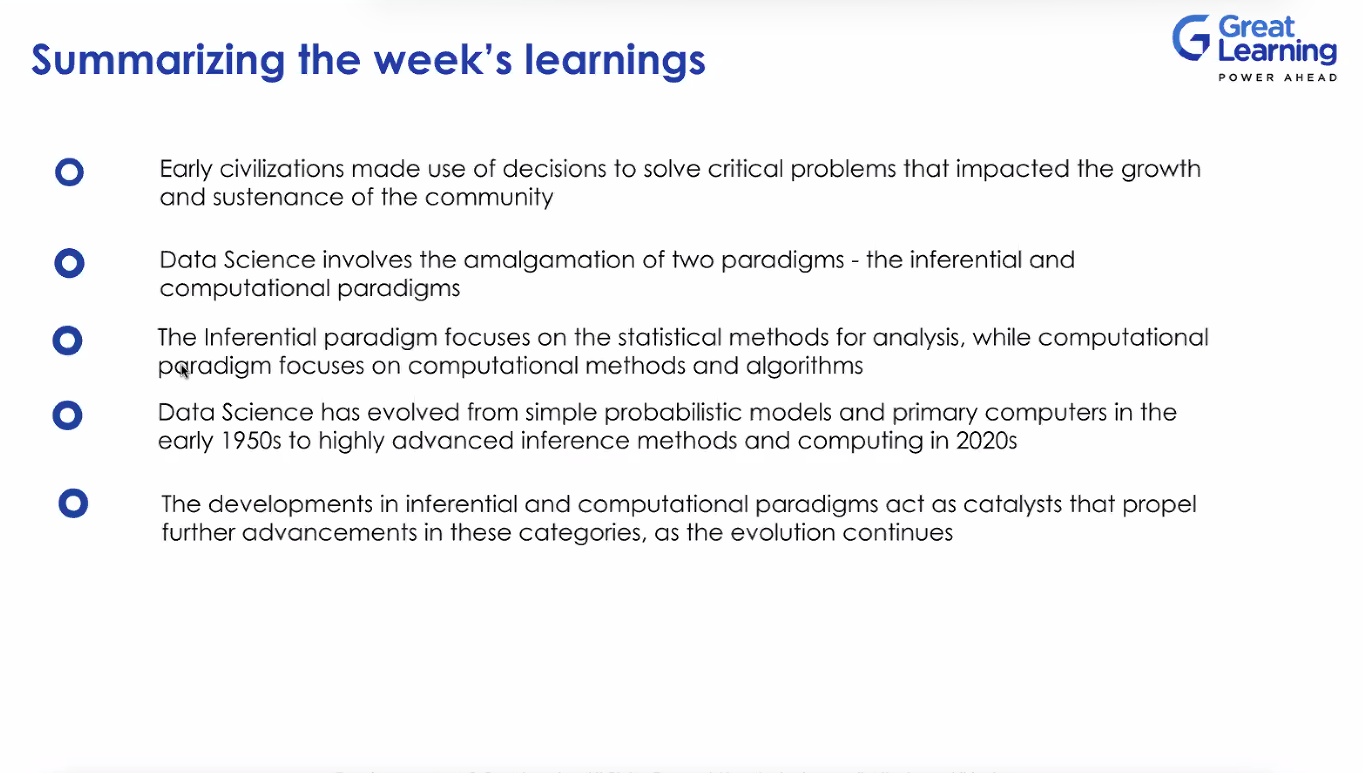 Summarizing the week's learnings
Great
Learning
POWER AHEAD
Early civilizations made use of decisions to solve critical problems that impacted the growth
and sustenance of the community
Data Science involves the amalgamation of two paradigms - the inferential and
computational paradigms
The Inferential paradigm focuses on the statistical methods for analysis, while computational
paradigm focuses on computational methods and algorithms
Data Science has evolved from simple probabilistic models and primary computers in the
early 1950s to highly advanced inference methods and computing in 2020s
The developments in inferential and computational paradigms act as catalysts that propel
further advancements in these categories, as the evolution continues